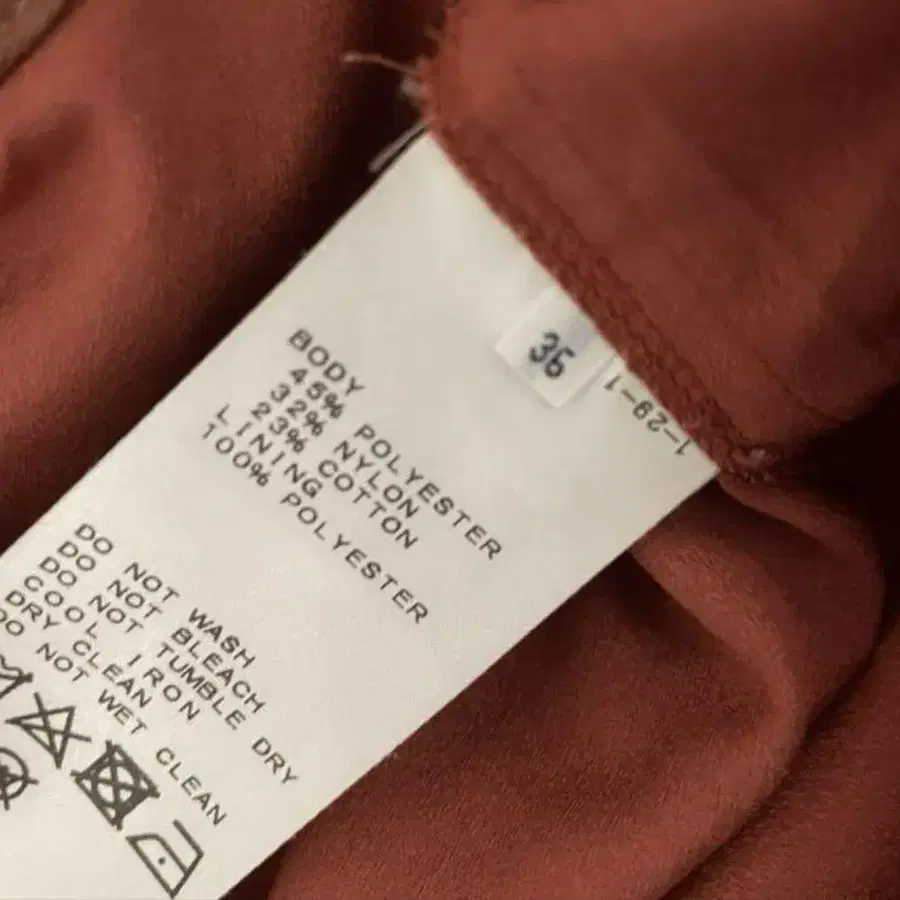 36
1-29-1
BODY
45% POLYESTER
32% NYLON
23% COTTON
LINING
100% POLYESTER
DO NOT WASH
DO NOT BLEACH
DO NOT TUMBLE DRY
COOL IRON
DRY CLEAN
DO NOT WET CLEAN